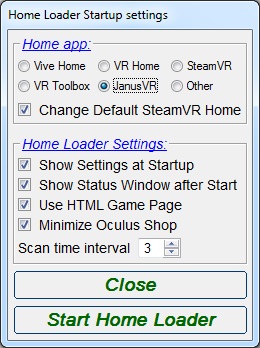 Home Loader Startup settings
Home app:
Vive Home VR Home SteamVR
VR Toolbox JanusVR Other
Change Default SteamVR Home
Home Loader Settings:
Show Settings at Startup
Show Status Window after Start
Use HTML Game Page
Minimize Oculus Shop
Scan time interval 3
Close
Start Home Loader